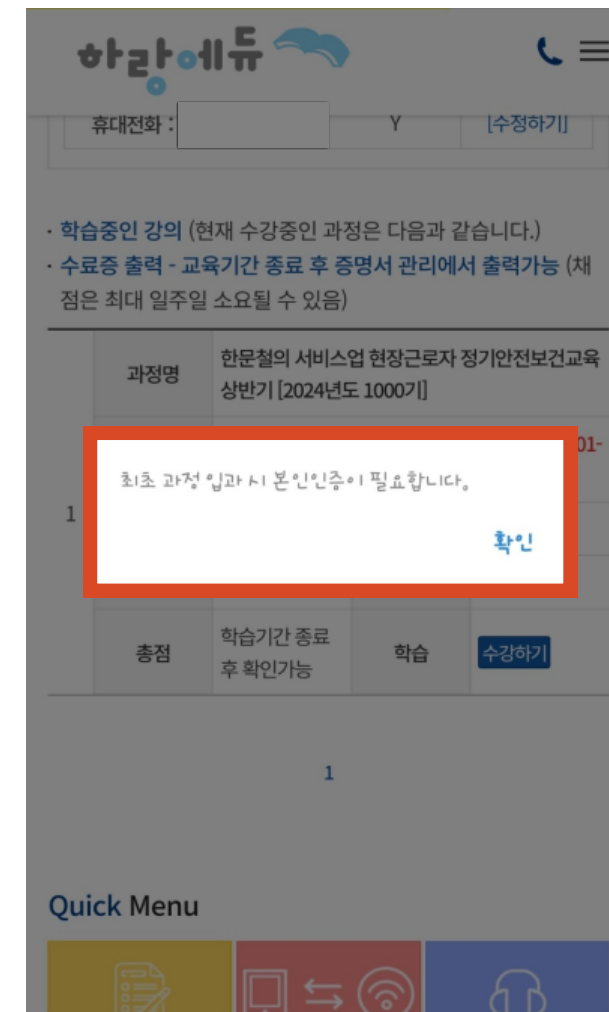 하랑에듀
휴대전화 :
Y
[수정하기]
· 학습중인 강의 (현재 수강중인 과정은 다음과 같습니다.)
· 수료증 출력 - 교육기간 종료 후 증명서 관리에서 출력가능 (채
점은 최대 일주일 소요될 수 있음)
과정명
한문철의 서비스업 현장근로자 정기안전보건교육
상반기 [2024년도 1000기]
01-
1
최초 과정 입과 시 본인인증이 필요합니다.
확인
총점
학습기간 종료
후 확인가능
학습
수강하기
1
Quick Menu